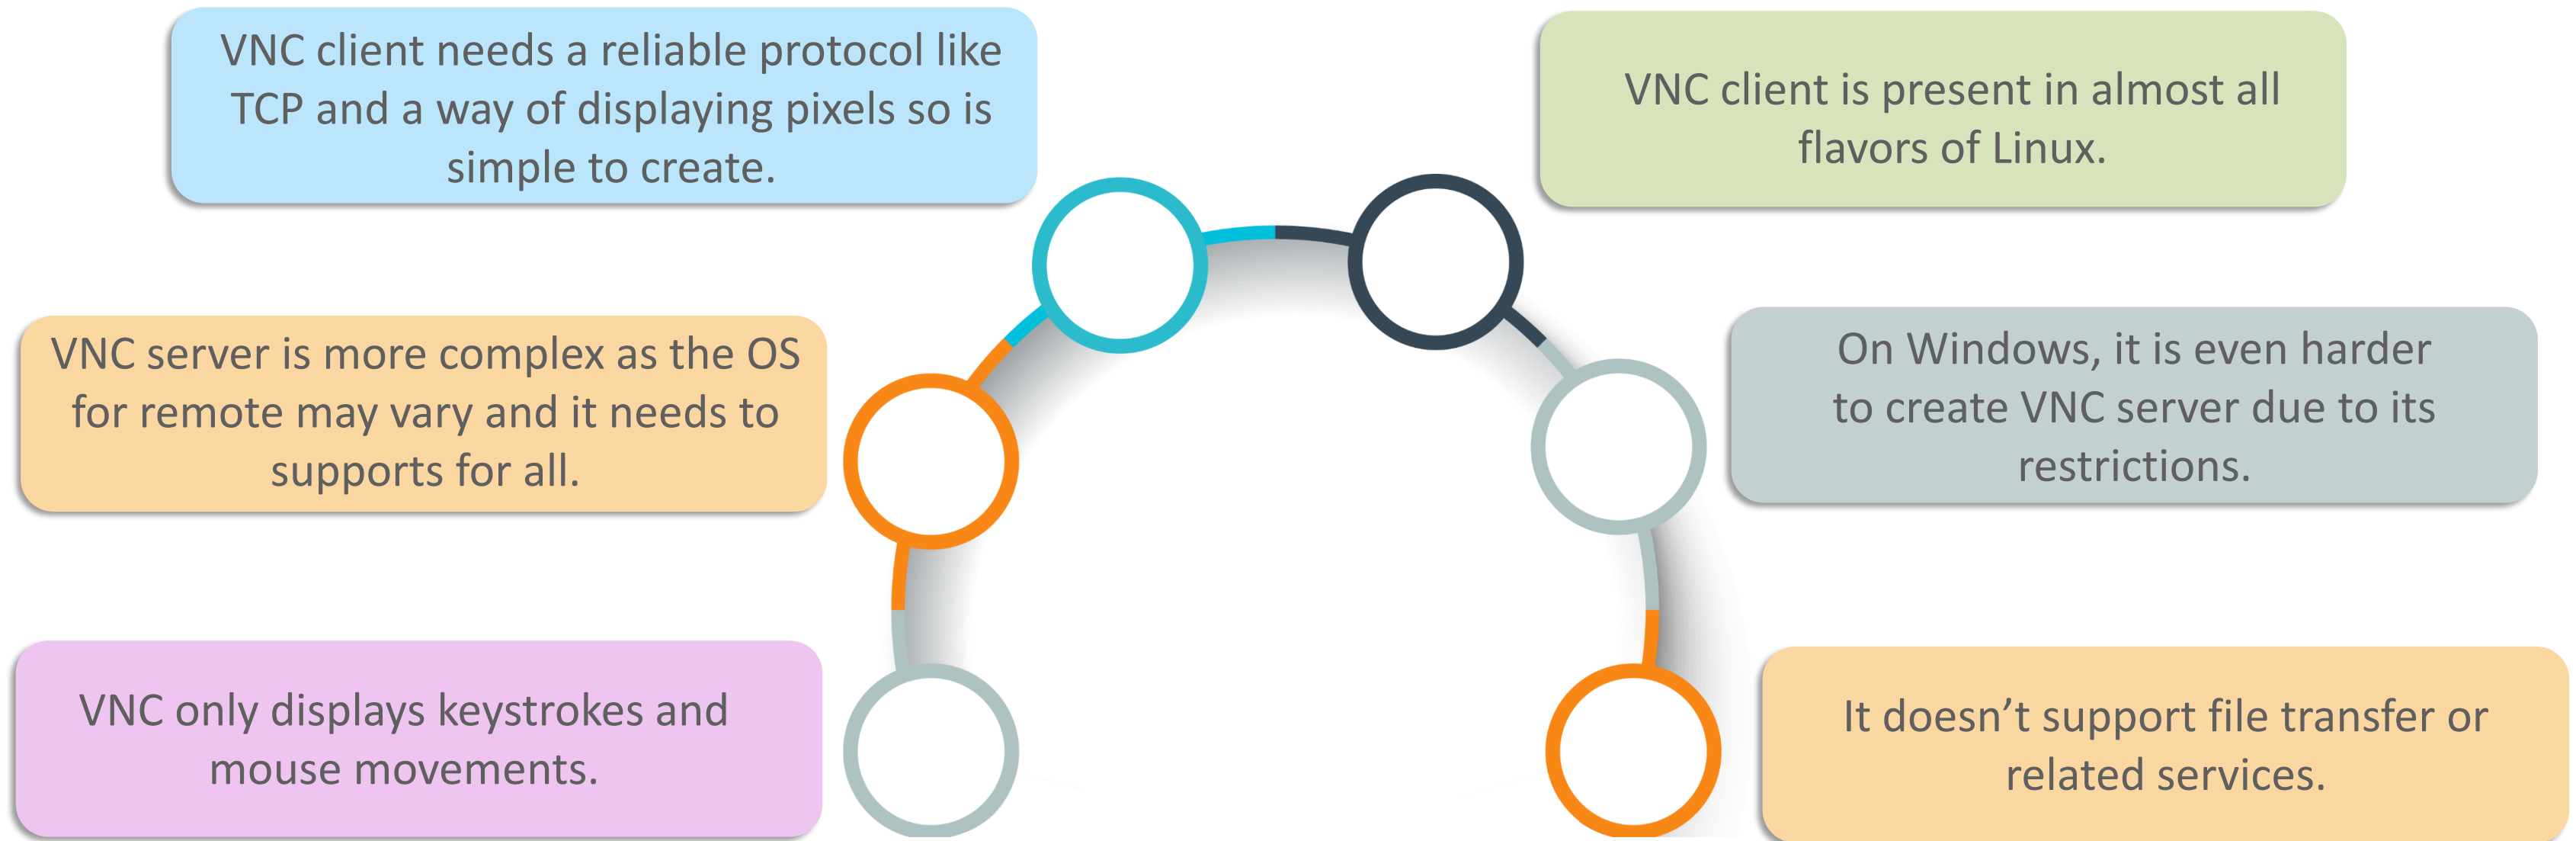 VNC client needs a reliable protocol like
TCP and a way of displaying pixels so is
simple to create.
VNC client is present in almost all
flavors of Linux.
VNC server is more complex as the OS
for remote may vary and it needs to
supports for all.
On Windows, it is even harder
to create VNC server due to its
restrictions.
VNC only displays keystrokes and
mouse movements.
It doesn’t support file transfer or
related services.